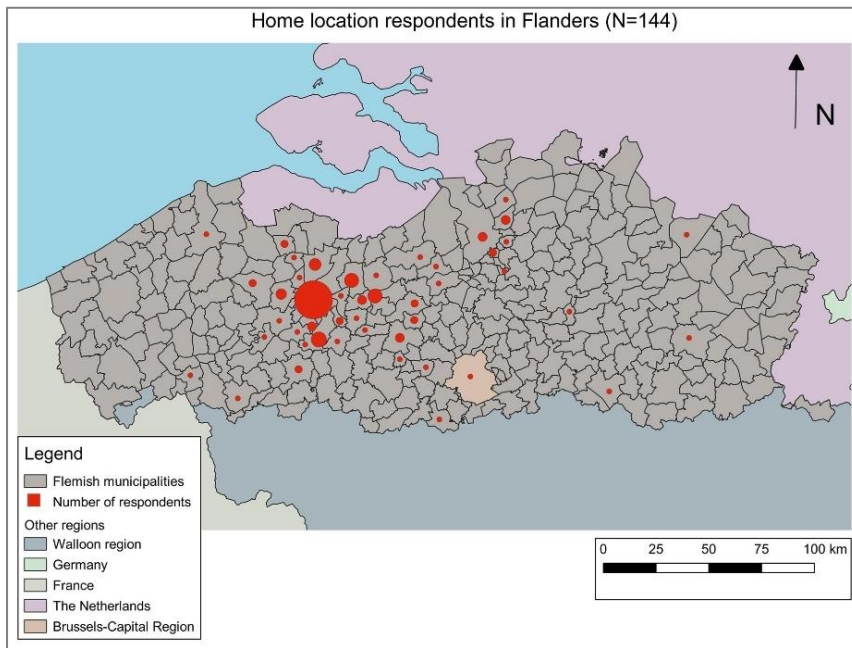 Home location respondents in Flanders (N=144)
N
Legend
Flemish municipalities
Number of respondents
Other regions
Walloon region
Germany
France
The Netherlands
Brussels-Capital Region
0 25 50 75 100 km